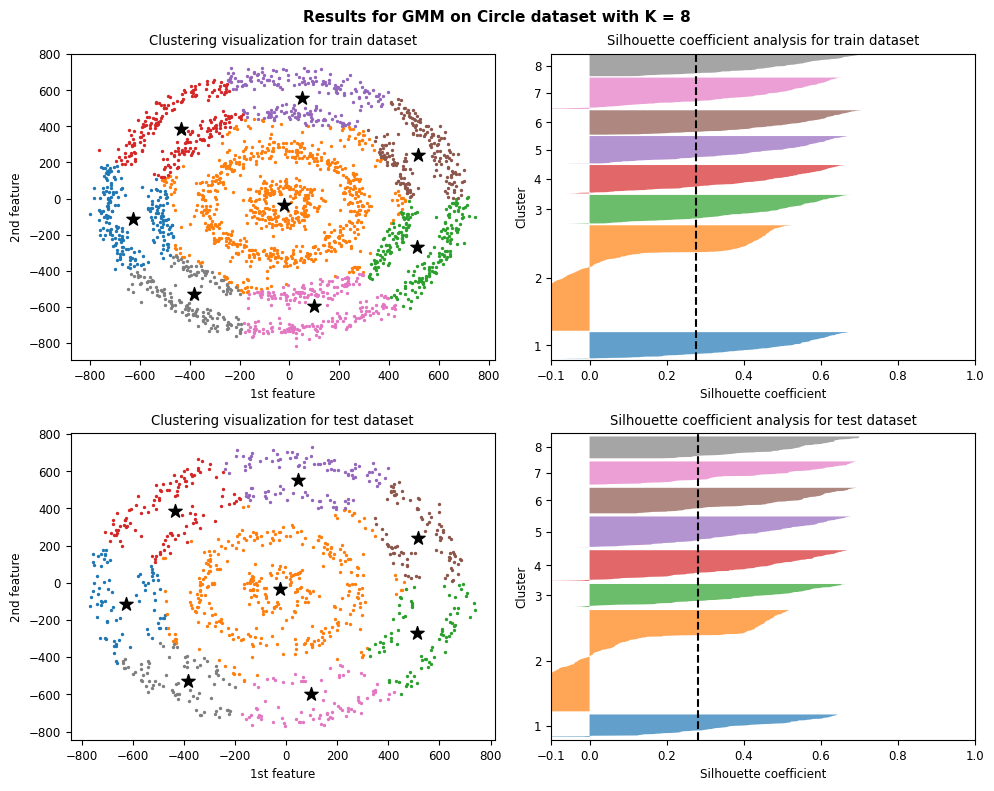 Results for GMM on Circle dataset with K = 8
Clustering visualization for train dataset
800
600
400
200
0
−200
−400
−600
−800
2nd feature
−800 −600 −400 −200 0 200 400 600 800
1st feature
Silhouette coefficient analysis for train dataset
8
7
6
5
4
3
2
1
Cluster
−0.1 0.0 0.2 0.4 0.6 0.8 1.0
Silhouette coefficient
Clustering visualization for test dataset
800
600
400
200
0
−200
−400
−600
−800
2nd feature
−800 −600 −400 −200 0 200 400 600 800
1st feature
Silhouette coefficient analysis for test dataset
8
7
6
5
4
3
2
1
Cluster
−0.1 0.0 0.2 0.4 0.6 0.8 1.0
Silhouette coefficient